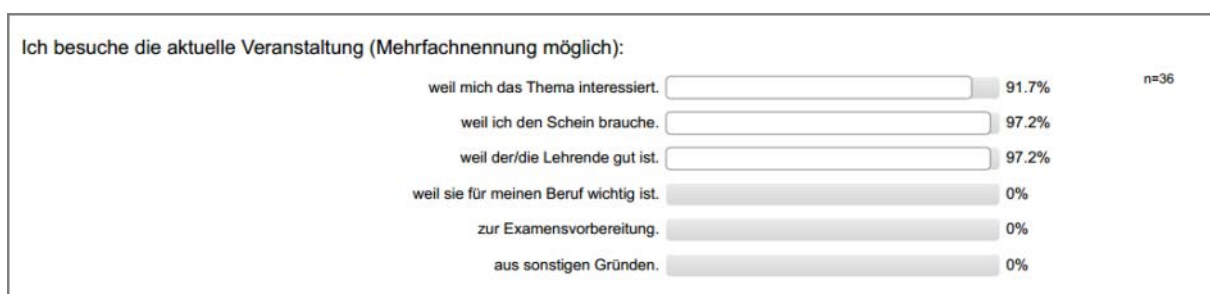 Ich besuche die aktuelle Veranstaltung (Mehrfachnennung möglich):
weil mich das Thema interessiert. 91.7% n=36
weil ich den Schein brauche. 97.2%
weil der/die Lehrende gut ist. 97.2%
weil sie für meinen Beruf wichtig ist. 0%
zur Examensvorbereitung. 0%
aus sonstigen Gründen. 0%